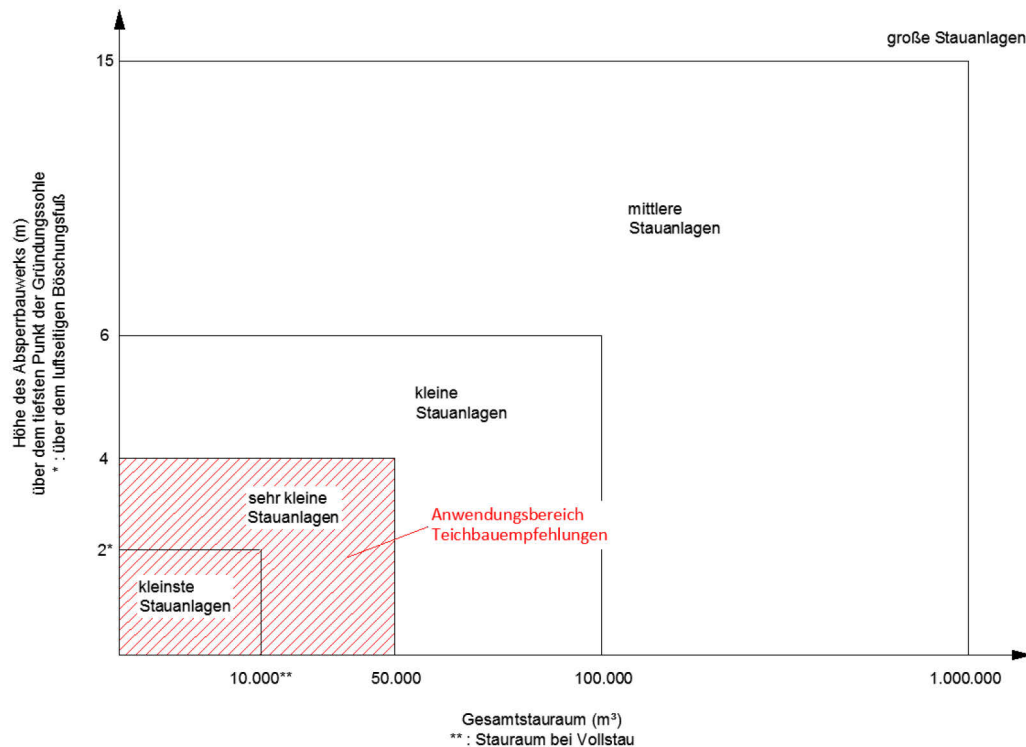 große Stauanlagen
15
mittlere
Stauanlagen
Höhe des Absperrbauwerks (m)
über dem tiefsten Punkt der Gründungssohle
* : über dem luftseitigen Böschungsfuß
6
kleine
Stauanlagen
4
sehr kleine
Stauanlagen
Anwendungsbereich
Teichbauempfehlungen
2*
kleinste
Stauanlagen
10.000** 50.000 100.000 1.000.000
Gesamtstauraum (m³)
** : Stauraum bei Vollstau